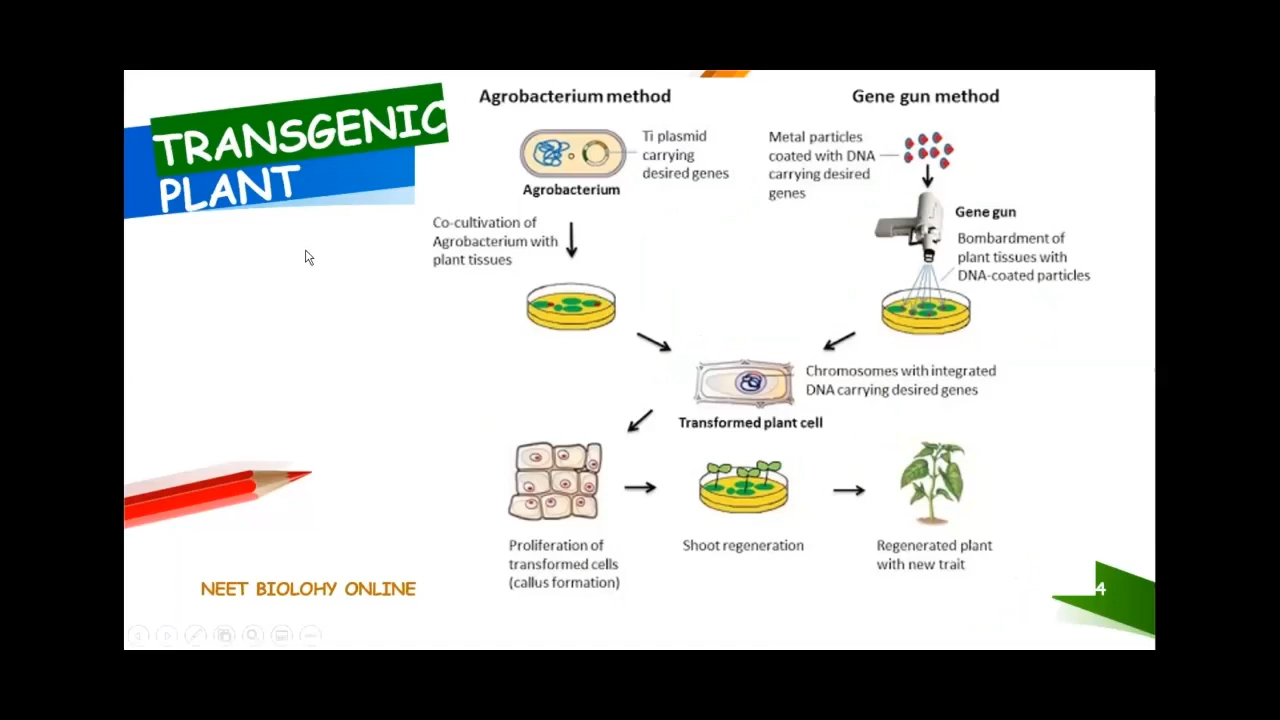 TRANSGENIC
PLANT
Agrobacterium method
Ti plasmid
carrying
desired genes
Agrobacterium
Co-cultivation of
Agrobacterium with
plant tissues
Gene gun method
Metal particles
coated with DNA
carrying desired
genes
Gene gun
Bombardment of
plant tissues with
DNA-coated particles
Chromosomes with integrated
DNA carrying desired genes
Transformed plant cell
Proliferation of
transformed cells
(callus formation)
Shoot regeneration
Regenerated plant
with new trait
NEET BIOLOHY ONLINE
4